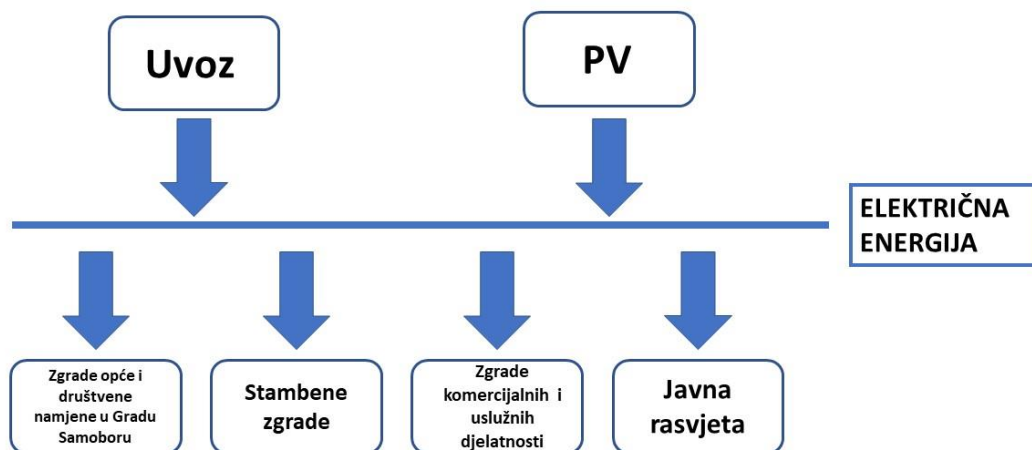 Uvoz
PV
ELEKTRIČNA
ENERGIJA
Zgrade opće i
društvene
namjene u Gradu
Samoboru
Stambene
zgrade
Zgrade
komercijalnih i
uslužnih
djelatnosti
Javna
rasvjeta